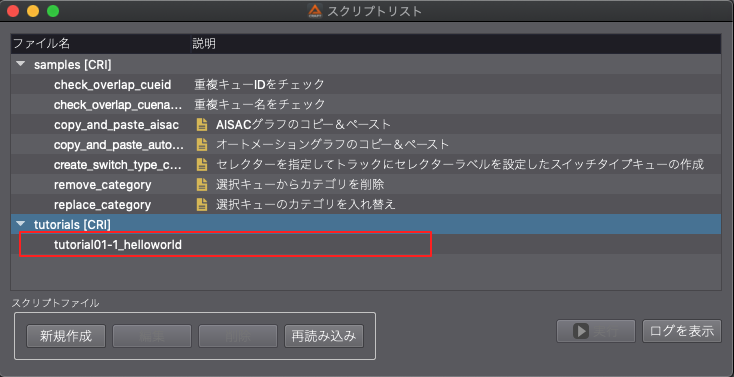 スクリプトリスト
ファイル名 説明
samples [CRI]
check_overlap_cueid 重複キューIDをチェック
check_overlap_cuena... 重複キュー名をチェック
copy_and_paste_aisac AISACグラフのコピー＆ペースト
copy_and_paste_auto... オートメーショングラフのコピー＆ペースト
create_switch_type_c... セレクターを指定してトラックにセレクターラベルを設定したスイッチタイプキューの作成
remove_category 選択キューからカテゴリを削除
replace_category 選択キューのカテゴリを入れ替え
tutorials [CRI]
tutorial01-1_helloworld
スクリプトファイル
新規作成 再読み込み ログを表示